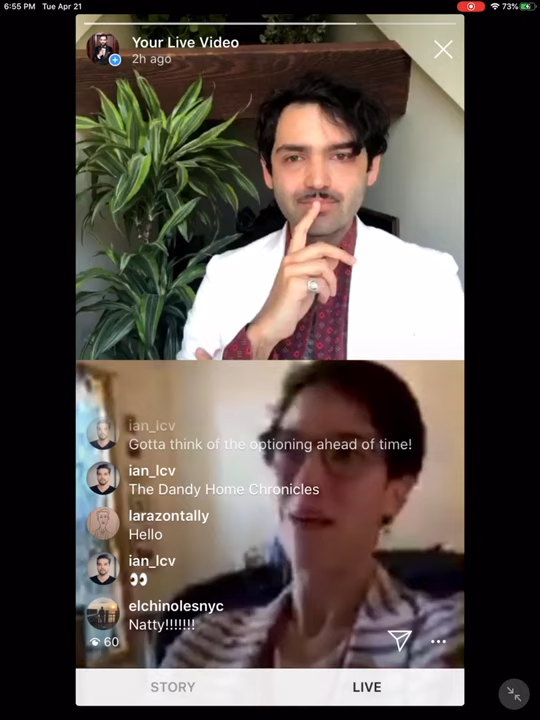 6:55 PM Tue Apr 21
73%
Your Live Video
2h ago
ian_lcv
Gotta think of the optioning ahead of time!
ian_lcv
The Dandy Home Chronicles
larazontally
Hello
ian_lcv
👀
elchinolesnyc
Natty!!!!!!!
60
STORY
LIVE